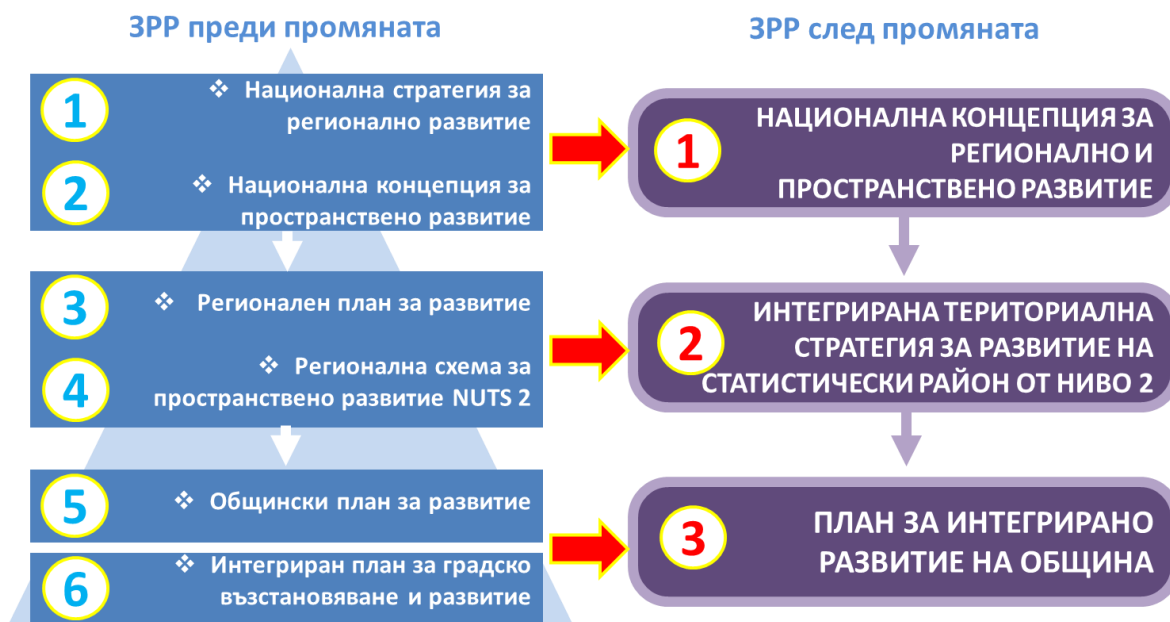 ЗРР преди промяната
1
❖ Национална стратегия за
регионално развитие
2
❖ Национална концепция за
пространствено развитие
3
❖ Регионален план за развитие
4
❖ Регионална схема за
пространствено развитие NUTS 2
5
❖ Общински план за развитие
6
❖ Интегриран план за градско
възстановяване и развитие
ЗРР след промяната
1
НАЦИОНАЛНА КОНЦЕПЦИЯ ЗА
РЕГИОНАЛНО И
ПРОСТРАНСТВЕНО РАЗВИТИЕ
2
ИНТЕГРИРАНА ТЕРИТОРИАЛНА
СТРАТЕГИЯ ЗА РАЗВИТИЕ НА
СТАТИСТИЧЕСКИ РАЙОН ОТ НИВО 2
3
ПЛАН ЗА ИНТЕГРИРАНО
РАЗВИТИЕ НА ОБЩИНА